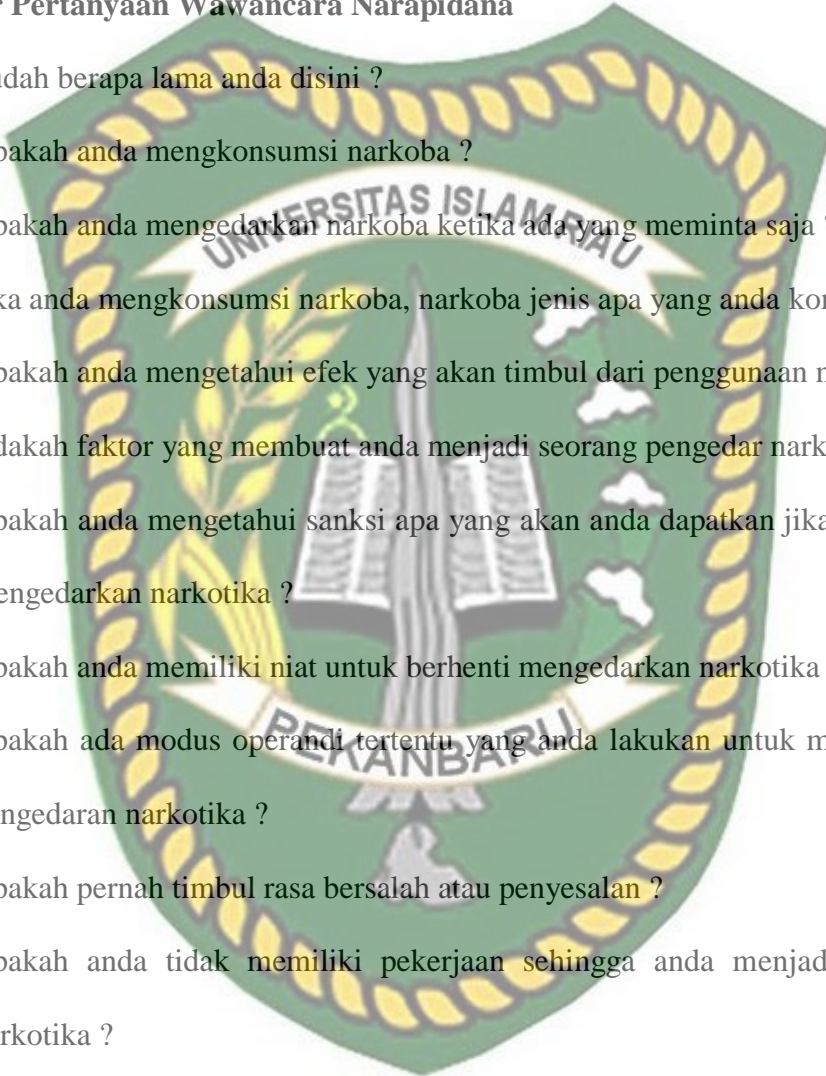 r Pertanyaan Wawancara Narapidana
udah berapa lama anda disini ?
pakah anda mengkonsumsi narkoba ?
UNIVERSITAS ISLAM RIAU
pakah anda mengedarkan narkoba ketika ada yang meminta saja ?
ka anda mengkonsumsi narkoba, narkoba jenis apa yang anda kon
pakah anda mengetahui efek yang akan timbul dari penggunaan n
dakah faktor yang membuat anda menjadi seorang pengedar nark
pakah anda mengetahui sanksi apa yang akan anda dapatkan jika
engedarkan narkotika ?
pakah anda memiliki niat untuk berhenti mengedarkan narkotika
PEKANBARU
pakah ada modus operandi tertentu yang anda lakukan untuk m
ngedaran narkotika ?
pakah pernah timbul rasa bersalah atau penyesalan ?
pakah anda tidak memiliki pekerjaan sehingga anda menjad
rkotika ?